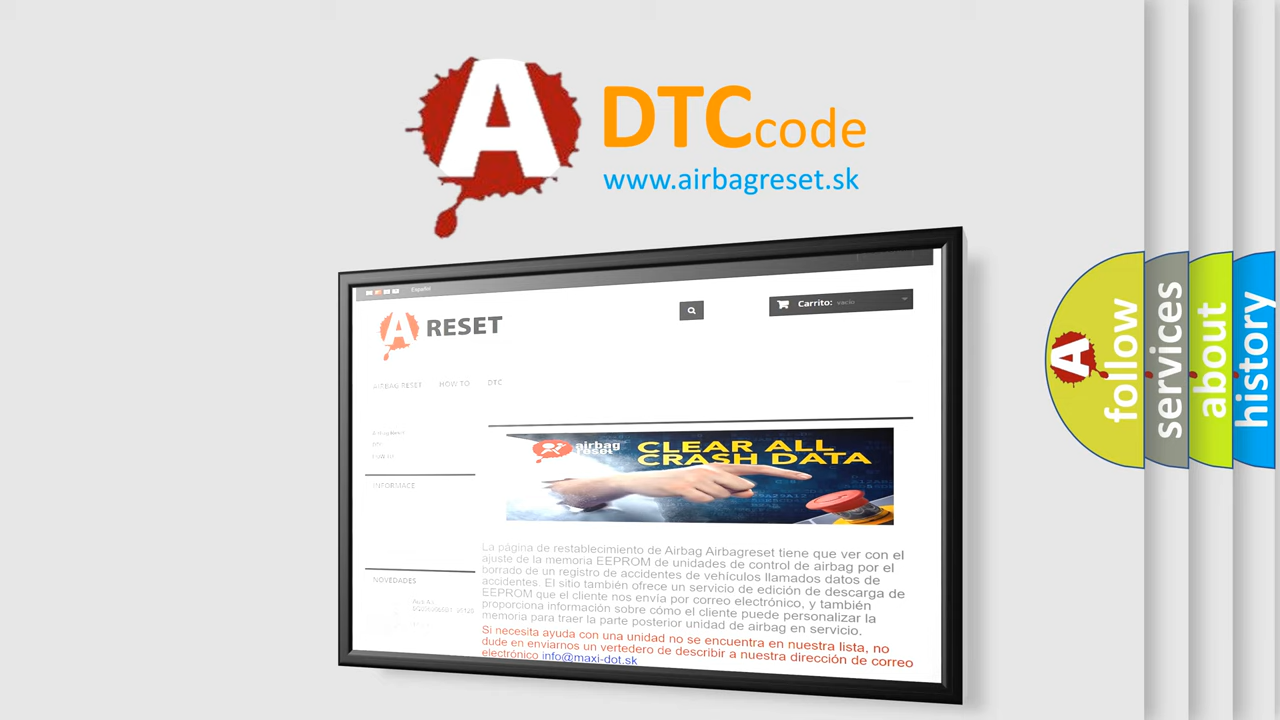 A
DTCcode
www.airbagreset.sk
Español
A RESET
Carrito: vacío
AIRBAG RESET HOW TO DTC
INFORMACE
airbag
reset
CLEAR ALL
CRASH DATA
La página de restablecimiento de Airbag Airbagreset tiene que ver con el
ajuste de la memoria EEPROM de unidades de control de airbag por el
borrado de un registro de accidentes de vehículos llamados datos de
accidentes. El sitio también ofrece un servicio de edición de descarga de
EEPROM que el cliente nos envía por correo electrónico, y también
proporciona información sobre cómo el cliente puede personalizar la
memoria para traer la parte posterior unidad de airbag en servicio.
Si necesita ayuda con una unidad no se encuentra en nuestra lista, no
dude en enviarnos un vertedero de describir a nuestra dirección de correo
electrónico info@maxi-dot.sk
NOVEDADES
A
follow
services
about
history